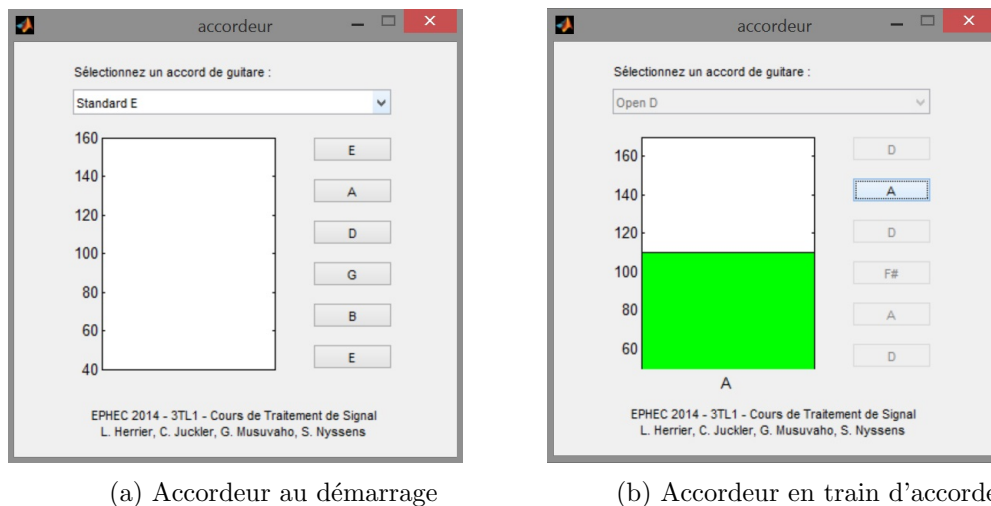 accordeur
Sélectionnez un accord de guitare :
Standard E
160
140
120
100
80
60
40
E
A
D
G
B
E
EPHEC 2014 - 3TL1 - Cours de Traitement de Signal
L. Herrier, C. Juckler, G. Musuvaho, S. Nyssens
(a) Accordeur au démarrage
accordeur
Sélectionnez un accord de guitare :
Open D
160
140
120
100
80
60
A
D
A
D
F#
A
D
EPHEC 2014 - 3TL1 - Cours de Traitement de Signal
L. Herrier, C. Juckler, G. Musuvaho, S. Nyssens
(b) Accordeur en train d'accorde